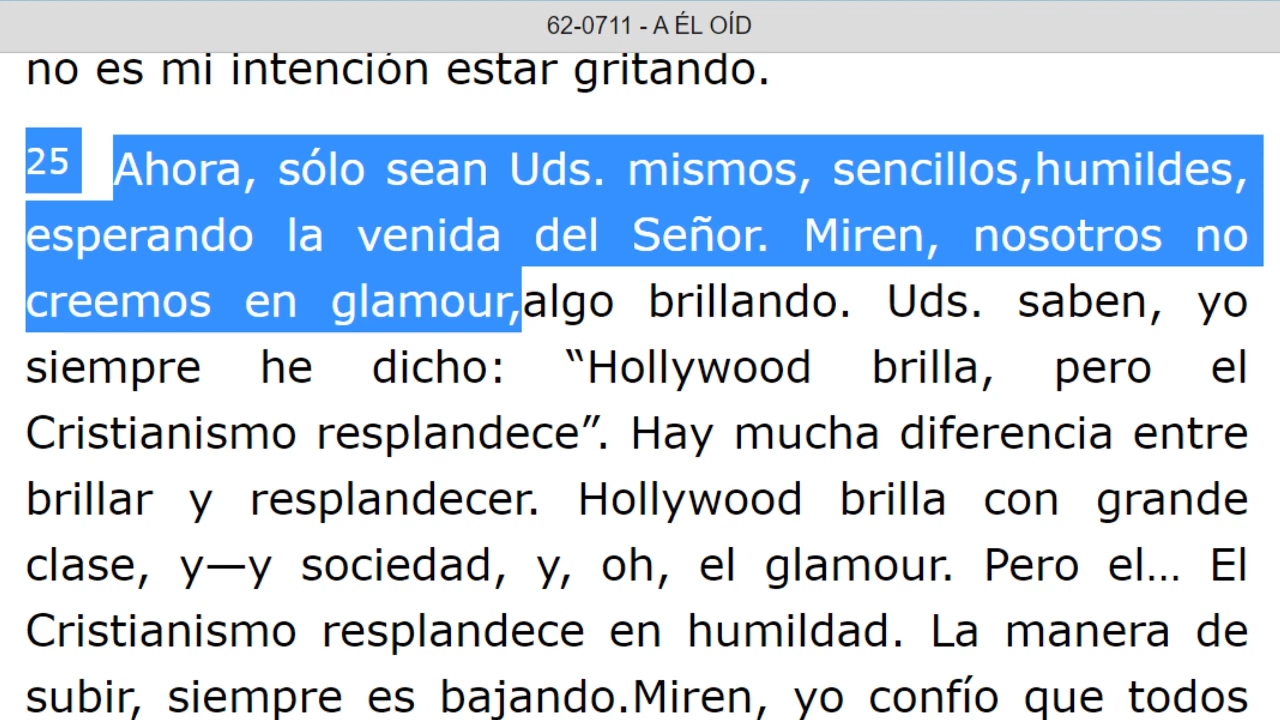 62-0711 - A ÉL OÍD
no es mi intención estar gritando.
25 Ahora, sólo sean Uds. mismos, sencillos,humildes,
esperando la venida del Señor. Miren, nosotros no
creemos en glamour,algo brillando. Uds. saben, yo
siempre he dicho: “Hollywood brilla, pero el
Cristianismo resplandece”. Hay mucha diferencia entre
brillar y resplandecer. Hollywood brilla con grande
clase, y—y sociedad, y, oh, el glamour. Pero el… El
Cristianismo resplandece en humildad. La manera de
subir, siempre es bajando.Miren, yo confío que todos